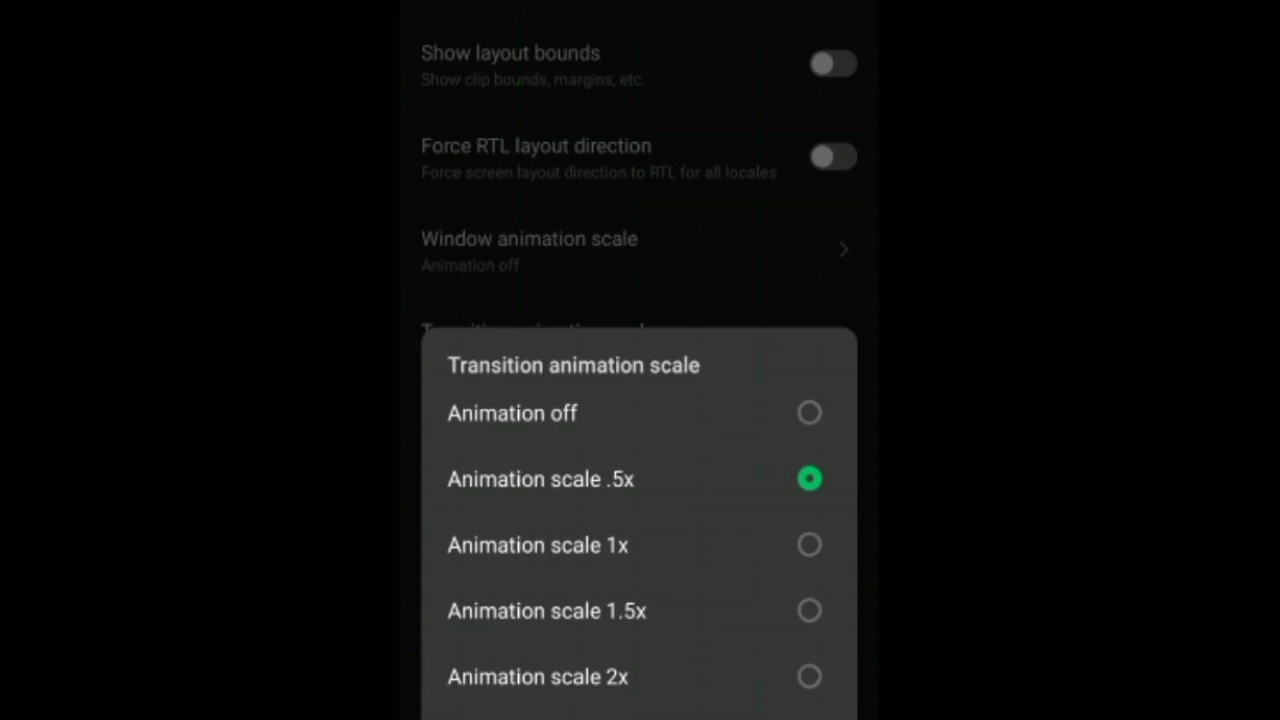 Show layout bounds
Show clip bounds, margins, etc.
Force RTL layout direction
Force screen layout direction to RTL for all locales
Window animation scale
Animation off
Transition animation scale
Animation off
Animation scale .5x
Animation scale 1x
Animation scale 1.5x
Animation scale 2x